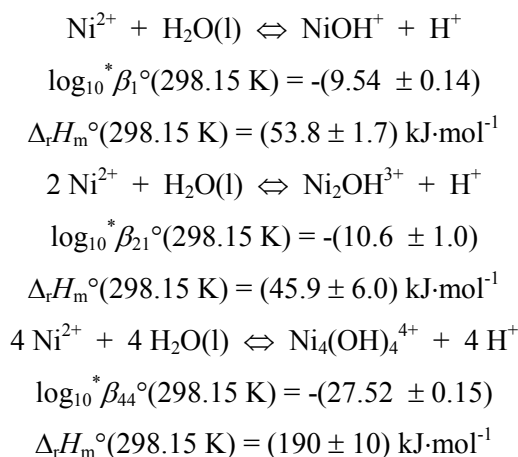 Ni²⁺ + H₂O(l) ⇔ NiOH⁺ + H⁺
log₁₀ *β₁°(298.15 K) = -(9.54 ± 0.14)
ΔᵣHₘ°(298.15 K) = (53.8 ± 1.7) kJ·mol⁻¹
2 Ni²⁺ + H₂O(l) ⇔ Ni₂OH³⁺ + H⁺
log₁₀ *β₂₁°(298.15 K) = -(10.6 ± 1.0)
ΔᵣHₘ°(298.15 K) = (45.9 ± 6.0) kJ·mol⁻¹
4 Ni²⁺ + 4 H₂O(l) ⇔ Ni₄(OH)₄⁴⁺ + 4 H⁺
log₁₀ *β₄₄°(298.15 K) = -(27.52 ± 0.15)
ΔᵣHₘ°(298.15 K) = (190 ± 10) kJ·mol⁻¹